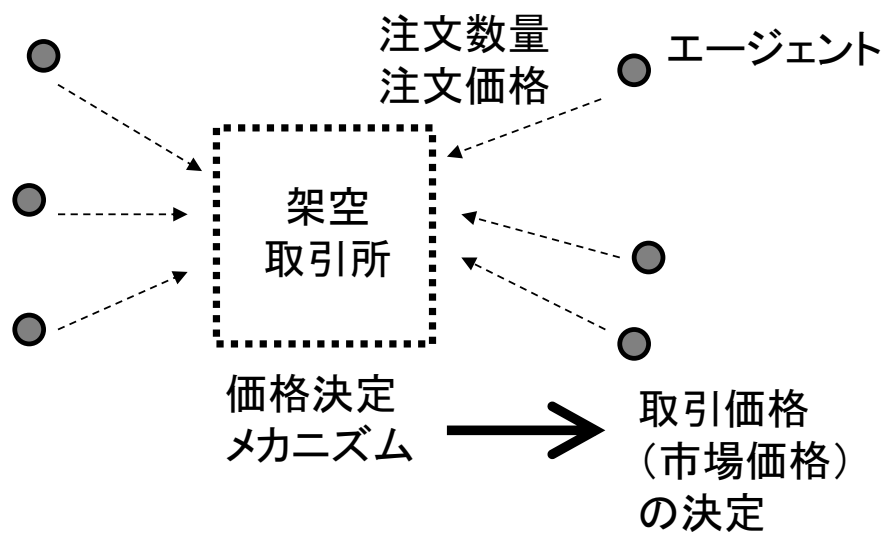 注文数量
注文価格
エージェント
架空
取引所
価格決定
メカニズム
取引価格
（市場価格）
の決定